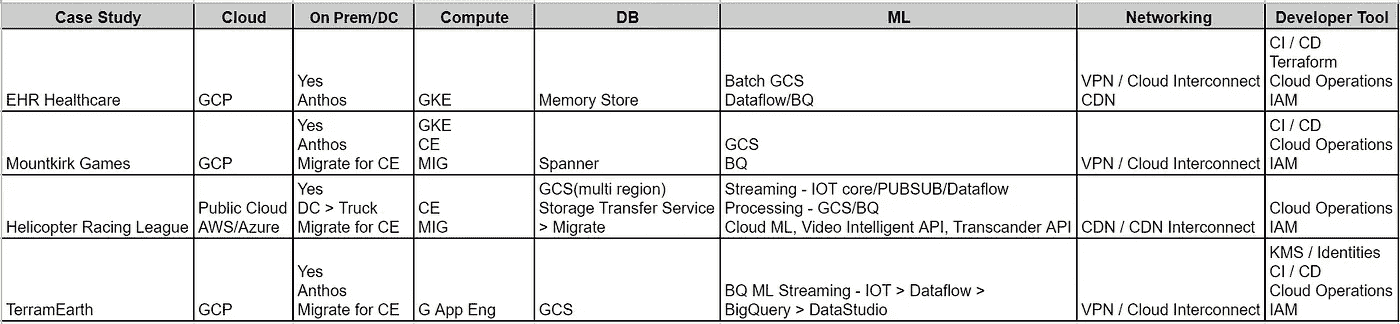 Case Study Cloud On Prem/DC Compute DB ML Networking Developer Tool
EHR Healthcare
GCP
Yes
Anthos
GKE
Memory Store
Batch GCS
Dataflow/BQ
VPN / Cloud Interconnect
CDN
CI / CD
Terraform
Cloud Operations
IAM
Mountkirk Games
GCP
Yes
Anthos
Migrate for CE
GKE
CE
MIG
Spanner
GCS
BQ
VPN / Cloud Interconnect
CI / CD
Cloud Operations
IAM
Helicopter Racing League
Public Cloud
AWS/Azure
Yes
DC > Truck
Migrate for CE
CE
MIG
GCS(multi region)
Storage Transfer Service
> Migrate
Streaming - IOT core/PUBSUB/Dataflow
Processing - GCS/BQ
Cloud ML, Video Intelligent API, Transcander API
CDN / CDN Interconnect
Cloud Operations
IAM
TerramEarth
GCP
Yes
Anthos
Migrate for CE
G App Eng
GCS
BQ ML Streaming - IOT > Dataflow >
BigQuery > DataStudio
VPN / Cloud Interconnect
KMS / Identities
CI / CD
Cloud Operations
IAM